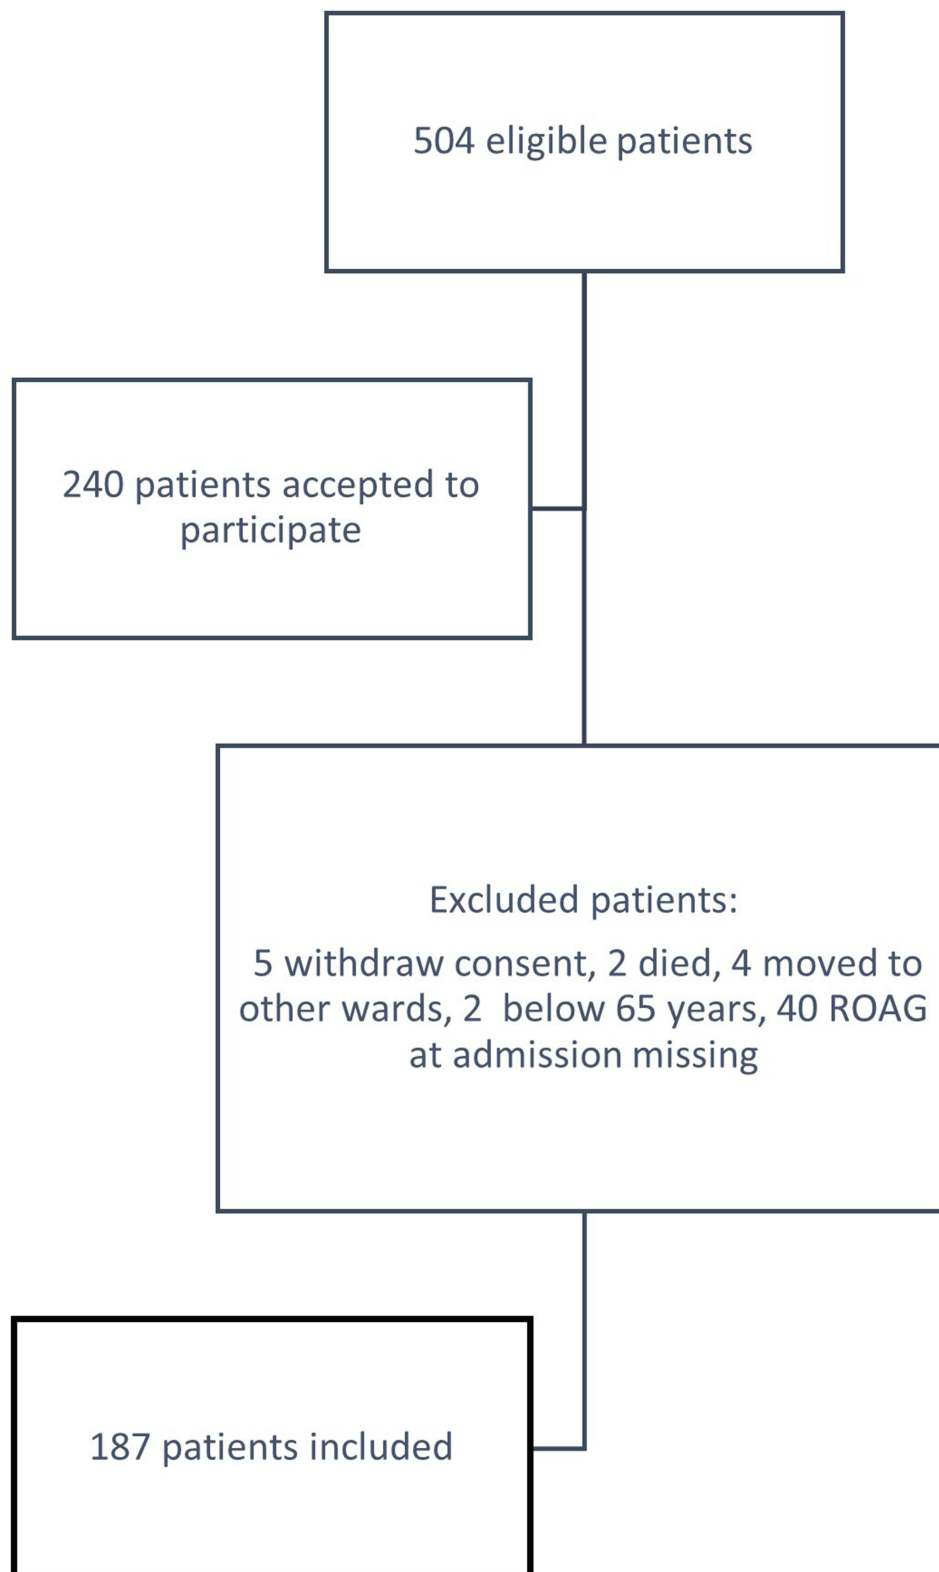 504 eligible patients
240 patients accepted to
participate
Excluded patients:
5 withdraw consent, 2 died, 4 moved to
other wards, 2  below 65 years, 40 ROAG
at admission missing
187 patients included